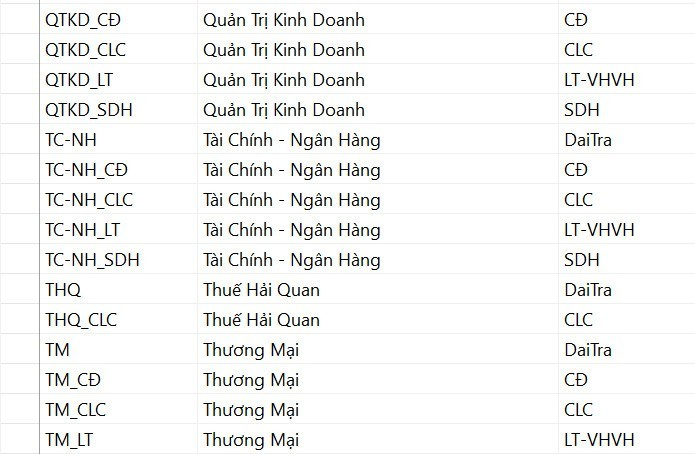 QTKD_CĐ Quản Trị Kinh Doanh CĐ
QTKD_CLC Quản Trị Kinh Doanh CLC
QTKD_LT Quản Trị Kinh Doanh LT-VHVH
QTKD_SDH Quản Trị Kinh Doanh SDH
TC-NH Tài Chính - Ngân Hàng DaiTra
TC-NH_CĐ Tài Chính - Ngân Hàng CĐ
TC-NH_CLC Tài Chính - Ngân Hàng CLC
TC-NH_LT Tài Chính - Ngân Hàng LT-VHVH
TC-NH_SDH Tài Chính - Ngân Hàng SDH
THQ Thuế Hải Quan DaiTra
THQ_CLC Thuế Hải Quan CLC
TM Thương Mại DaiTra
TM_CĐ Thương Mại CĐ
TM_CLC Thương Mại CLC
TM_LT Thương Mại LT-VHVH